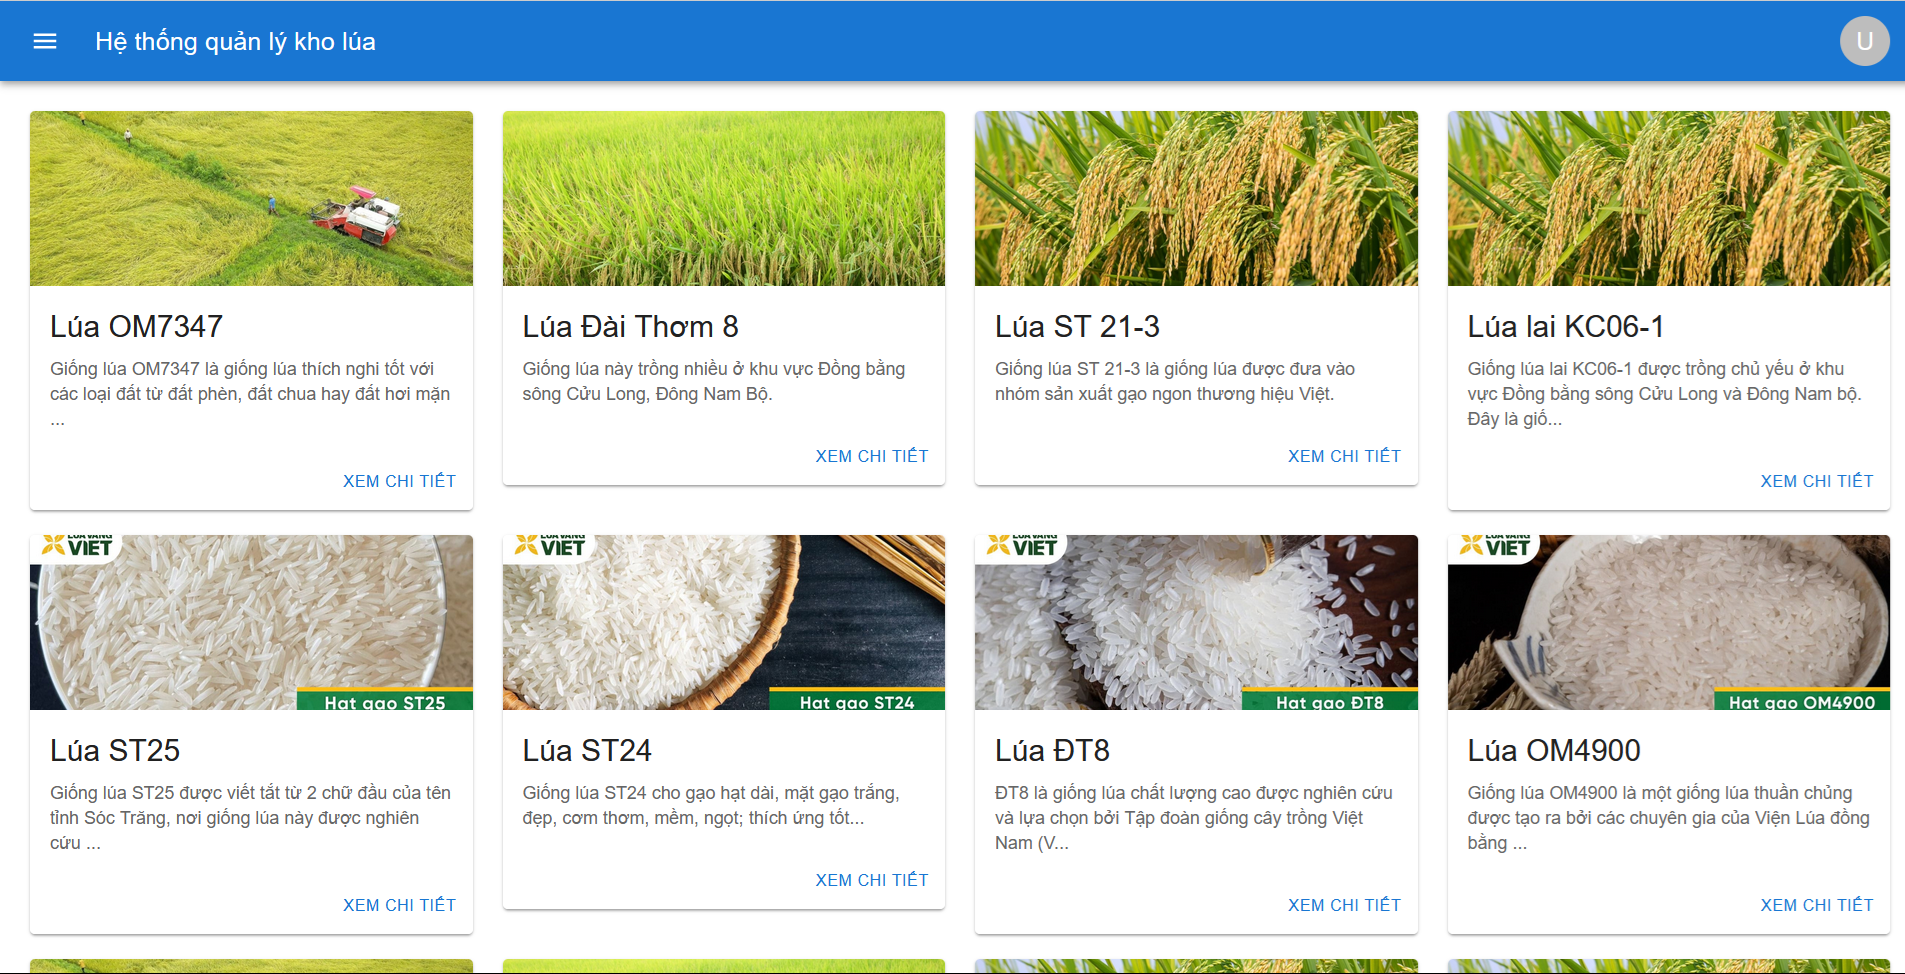 Hệ thống quản lý kho lúa
U
Lúa OM7347
Giống lúa OM7347 là giống lúa thích nghi tốt với
các loại đất từ đất phèn, đất chua hay đất hơi mặn
...
XEM CHI TIẾT
Lúa Đài Thơm 8
Giống lúa này trồng nhiều ở khu vực Đồng bằng
sông Cửu Long, Đông Nam Bộ.
XEM CHI TIẾT
Lúa ST 21-3
Giống lúa ST 21-3 là giống lúa được đưa vào
nhóm sản xuất gạo ngon thương hiệu Việt.
XEM CHI TIẾT
Lúa lai KC06-1
Giống lúa lai KC06-1 được trồng chủ yếu ở khu
vực Đồng bằng sông Cửu Long và Đông Nam bộ.
Đây là giố...
XEM CHI TIẾT
LÚA VÀNG
VIỆT
Hạt gạo ST25
Lúa ST25
Giống lúa ST25 được viết tắt từ 2 chữ đầu của tên
tỉnh Sóc Trăng, nơi giống lúa này được nghiên
cứu ...
XEM CHI TIẾT
LÚA VÀNG
VIỆT
Hạt gạo ST24
Lúa ST24
Giống lúa ST24 cho gạo hạt dài, mặt gạo trắng,
đẹp, cơm thơm, mềm, ngọt; thích ứng tốt...
XEM CHI TIẾT
LÚA VÀNG
VIỆT
Hạt gạo ĐT8
Lúa ĐT8
ĐT8 là giống lúa chất lượng cao được nghiên cứu
và lựa chọn bởi Tập đoàn giống cây trồng Việt
Nam (V...
XEM CHI TIẾT
LÚA VÀNG
VIỆT
Hạt gạo OM4900
Lúa OM4900
Giống lúa OM4900 là một giống lúa thuần chủng
được tạo ra bởi các chuyên gia của Viện Lúa đồng
bằng ...
XEM CHI TIẾT